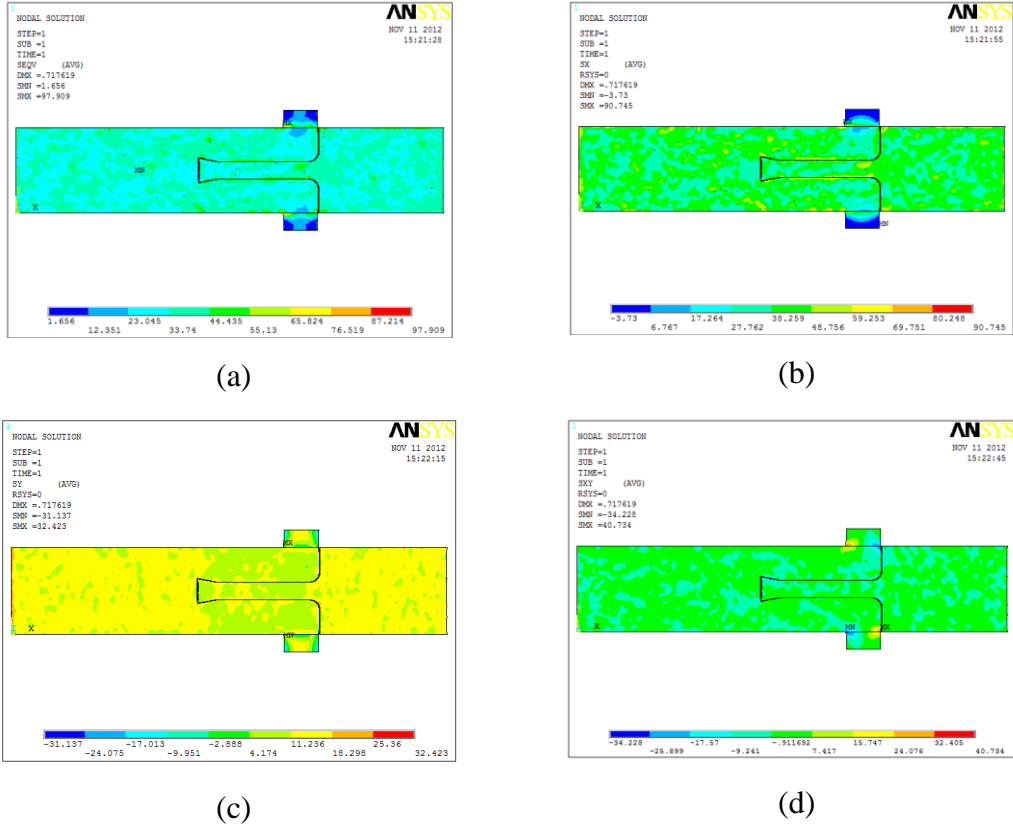 1
ANSYS
NODAL SOLUTION
NOV 11 2012
15:21:28
STEP=1
SUB =1
TIME=1
SEQV (AVG)
DMX =.717619
SMN =1.656
SMX =97.909
MX
MN
X
1.656 23.045 44.435 65.824 87.214
12.351 33.74 55.13 76.519 97.909
(a)
1
ANSYS
NODAL SOLUTION
NOV 11 2012
15:21:55
STEP=1
SUB =1
TIME=1
SX (AVG)
RSYS=0
DMX =.717619
SMN =-3.73
SMX =90.745
MX
X
MN
-3.73 17.264 38.259 59.253 80.248
6.767 27.762 48.756 69.751 90.745
(b)
1
ANSYS
NODAL SOLUTION
NOV 11 2012
15:22:15
STEP=1
SUB =1
TIME=1
SY (AVG)
RSYS=0
DMX =.717619
SMN =-31.137
SMX =32.423
MX
X
MN
-31.137 -17.013 -2.888 11.236 25.36
-24.075 -9.951 4.174 18.298 32.423
(c)
1
ANSYS
NODAL SOLUTION
NOV 11 2012
15:22:45
STEP=1
SUB =1
TIME=1
SXY (AVG)
RSYS=0
DMX =.717619
SMN =-34.228
SMX =40.734
X
MN MX
-34.228 -17.57 -.911692 15.747 32.405
-25.899 -9.241 7.417 24.076 40.734
(d)